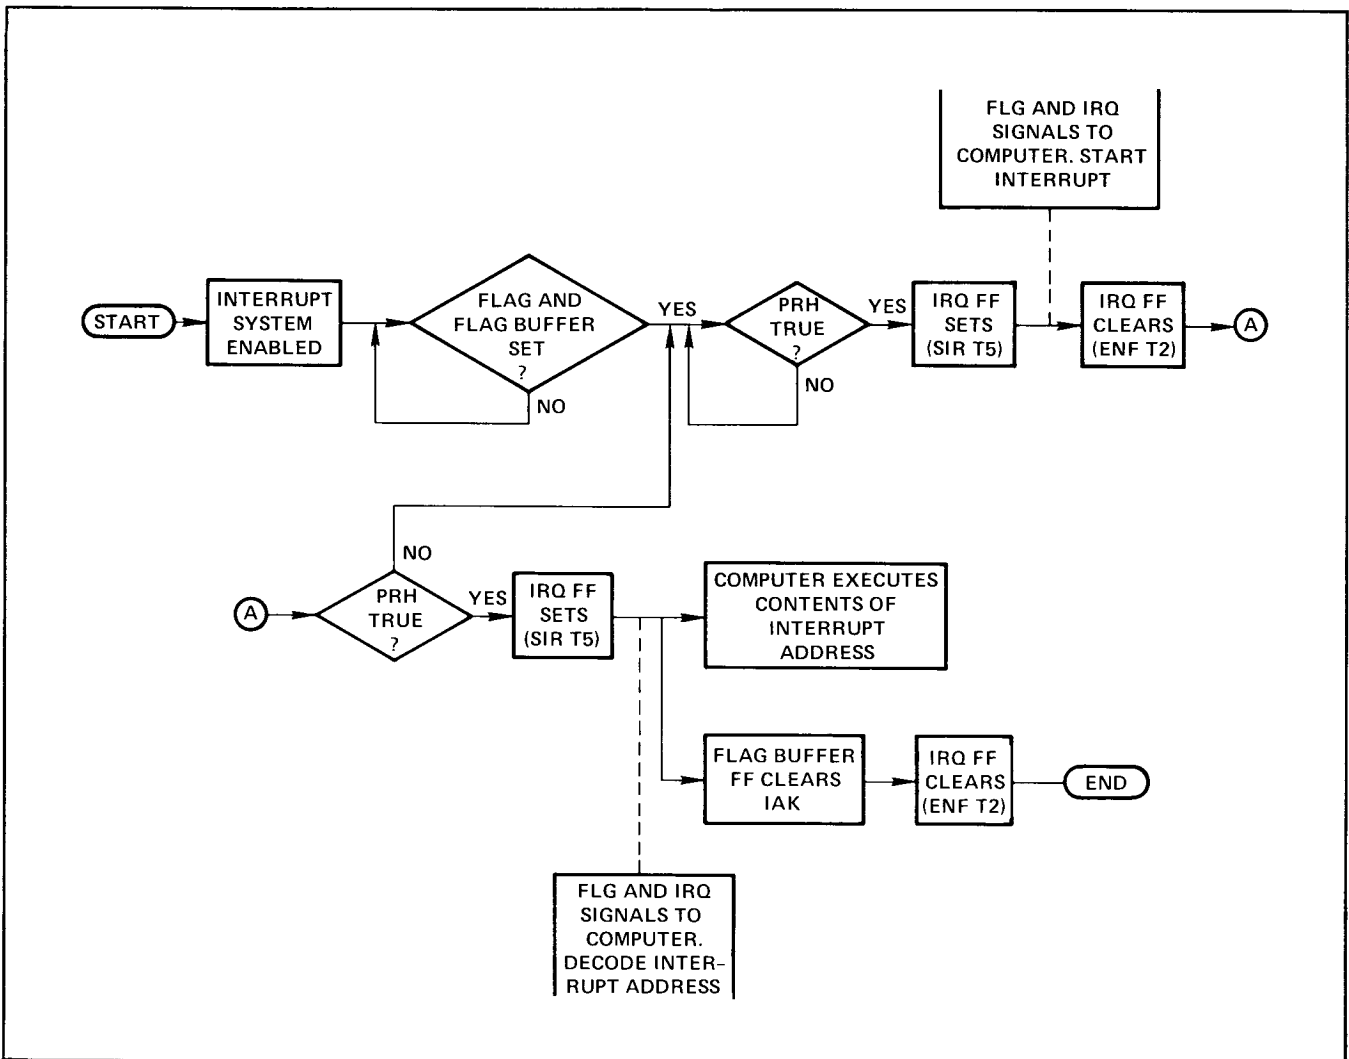 FLG AND IRQ
SIGNALS TO
COMPUTER. START
INTERRUPT
START
INTERRUPT
SYSTEM
ENABLED
FLAG AND
FLAG BUFFER
SET
?
YES
NO
PRH
TRUE
?
YES
NO
IRQ FF
SETS
(SIR T5)
IRQ FF
CLEARS
(ENF T2)
A
A
PRH
TRUE
?
NO
YES
IRQ FF
SETS
(SIR T5)
COMPUTER EXECUTES
CONTENTS OF
INTERRUPT
ADDRESS
FLAG BUFFER
FF CLEARS
IAK
IRQ FF
CLEARS
(ENF T2)
END
FLG AND IRQ
SIGNALS TO
COMPUTER.
DECODE INTER-
RUPT ADDRESS